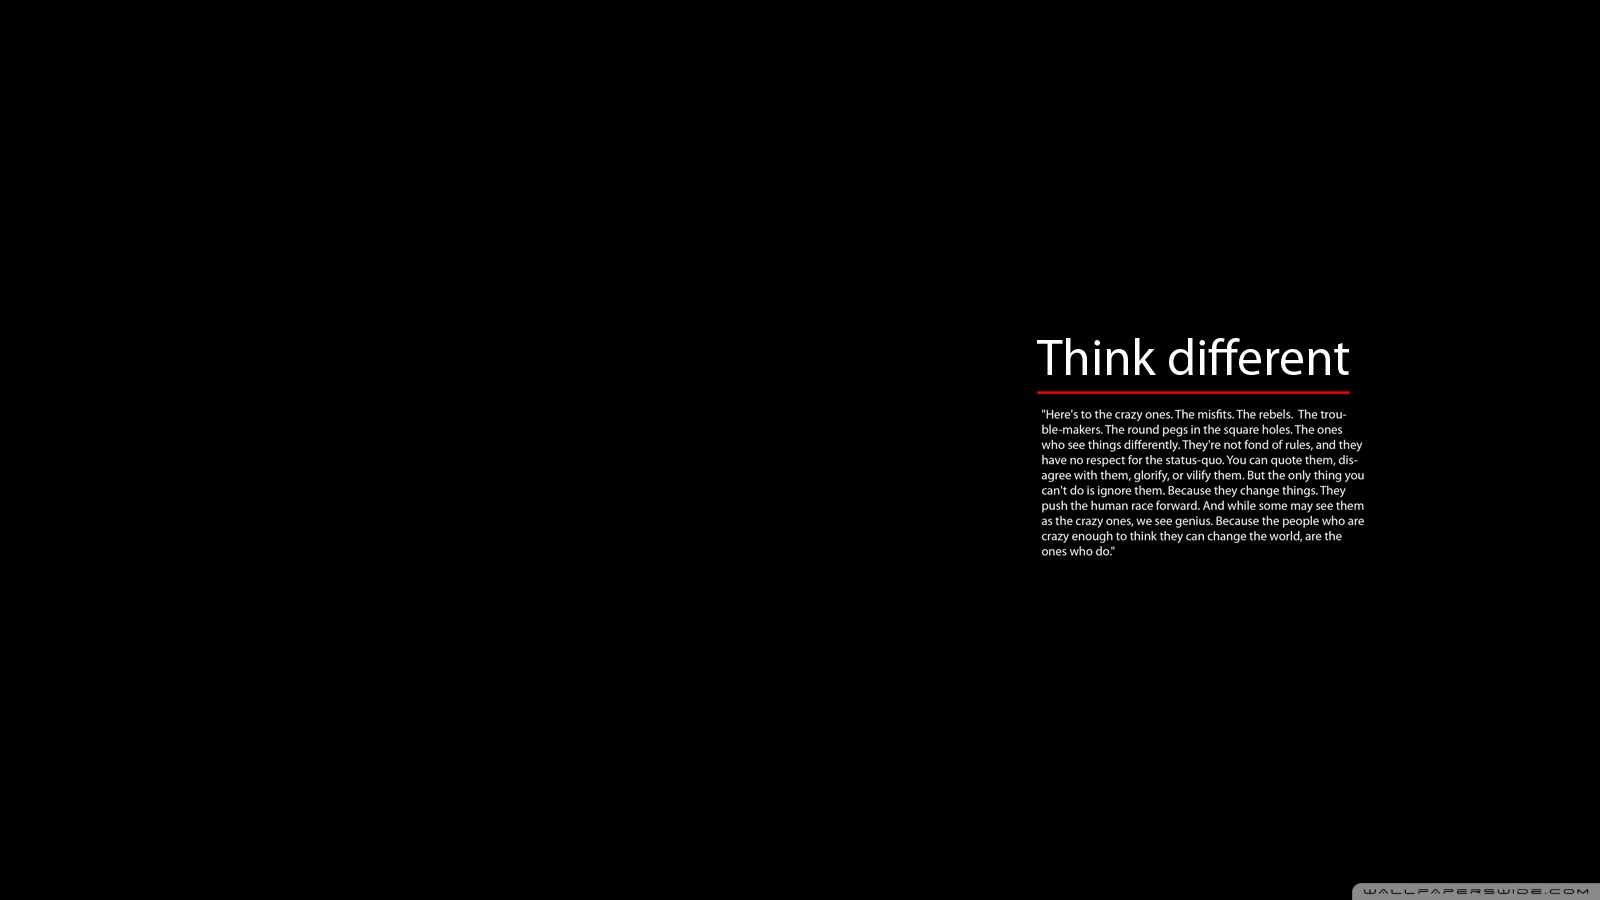 Think different
"Here's to the crazy ones. The misfits. The rebels.  The trou-
ble-makers. The round pegs in the square holes. The ones
who see things differently. They're not fond of rules, and they
have no respect for the status-quo. You can quote them, dis-
agree with them, glorify, or vilify them. But the only thing you
can't do is ignore them. Because they change things. They
push the human race forward. And while some may see them
as the crazy ones, we see genius. Because the people who are
crazy enough to think they can change the world, are the
ones who do."
WALLPAPERSWIDE.COM